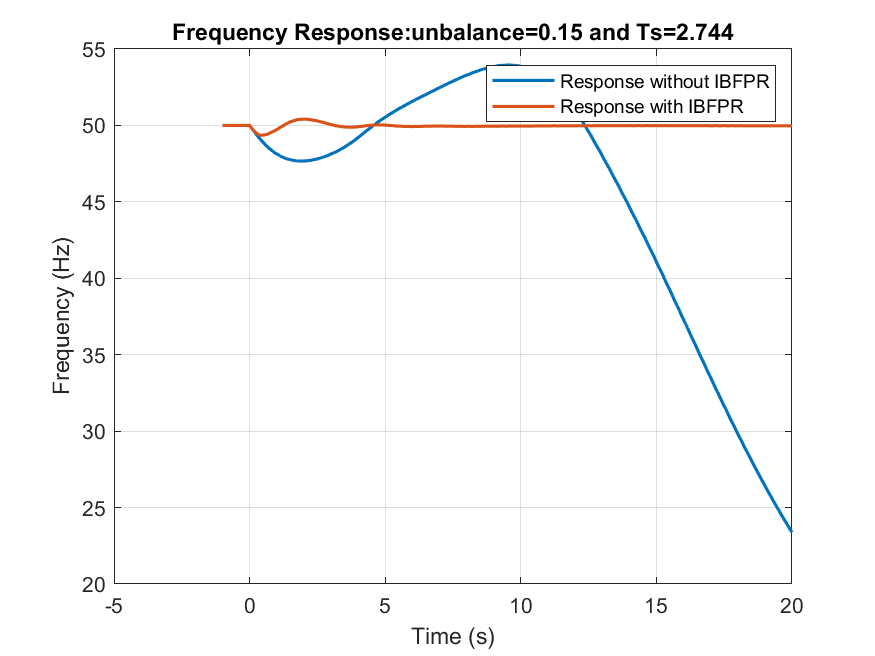 Frequency Response:unbalance=0.15 and Ts=2.744
Response without IBFPR
Response with IBFPR
55
50
45
40
35
30
25
20
Frequency (Hz)
-5 0 5 10 15 20
Time (s)